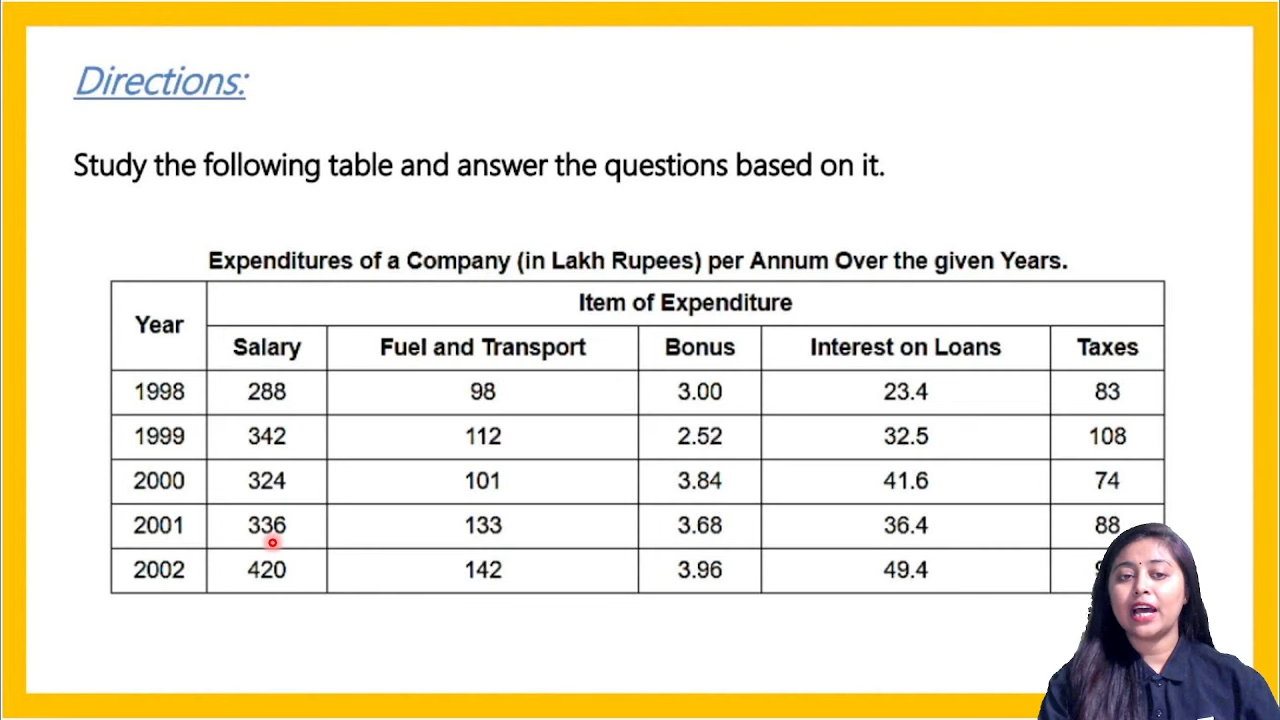 Directions:
Study the following table and answer the questions based on it.
Expenditures of a Company (in Lakh Rupees) per Annum Over the given Years.
Year Item of Expenditure
Salary Fuel and Transport Bonus Interest on Loans Taxes
1998 288 98 3.00 23.4 83
1999 342 112 2.52 32.5 108
2000 324 101 3.84 41.6 74
2001 336 133 3.68 36.4 88
2002 420 142 3.96 49.4